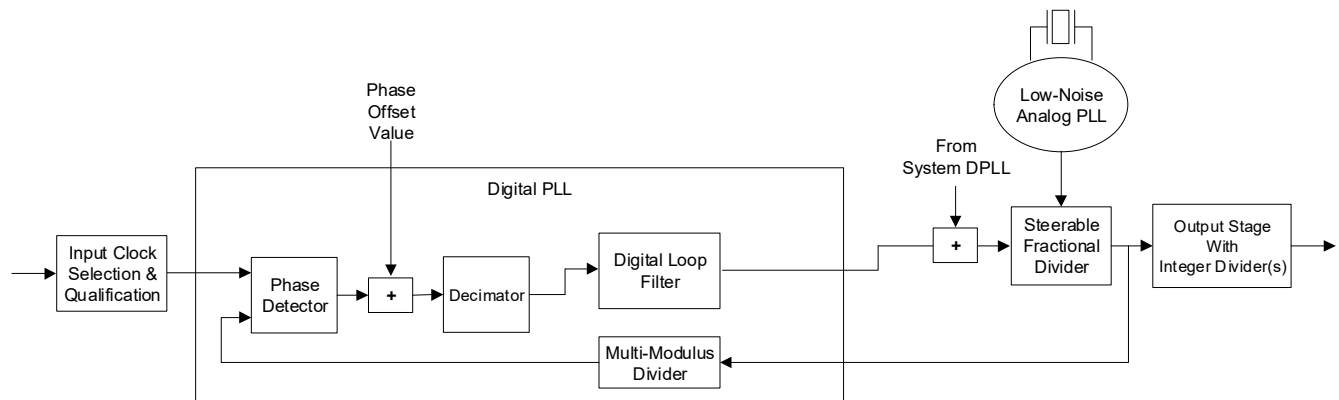 Phase
Offset
Value
Low-Noise
Analog PLL
From
System DPLL
Digital PLL
Input Clock
Selection &
Qualification
Phase
Detector
+
Decimator
Digital Loop
Filter
+
Steerable
Fractional
Divider
Output Stage
With
Integer Divider(s)
Multi-Modulus
Divider